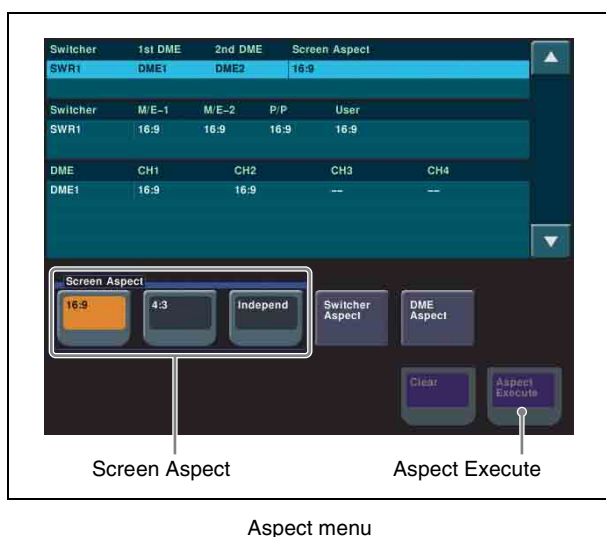 Switcher 1st DME 2nd DME Screen Aspect
SWR1 DME1 DME2 16:9
Switcher M/E-1 M/E-2 P/P User
SWR1 16:9 16:9 16:9 16:9
DME CH1 CH2 CH3 CH4
DME1 16:9 16:9 -- --
Screen Aspect
16:9 4:3 Independ Switcher Aspect DME Aspect
Clear Aspect Execute
Screen Aspect Aspect Execute
Aspect menu